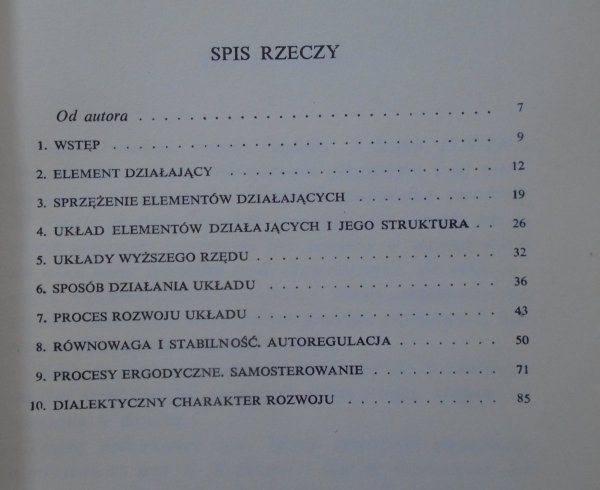 SPIS RZECZY
Od autora . . . . . . . . . . . . . . . . . . . . . . . . . . . . 7
1. WSTĘP . . . . . . . . . . . . . . . . . . . . . . . . . . . . 9
2. ELEMENT DZIAŁAJĄCY . . . . . . . . . . . . . . . . . . . . 12
3. SPRZĘŻENIE ELEMENTÓW DZIAŁAJĄCYCH . . . . . . . . . . . 19
4. UKŁAD ELEMENTÓW DZIAŁAJĄCYCH I JEGO STRUKTURA . . 26
5. UKŁADY WYŻSZEGO RZĘDU . . . . . . . . . . . . . . . . . . 32
6. SPOSÓB DZIAŁANIA UKŁADU . . . . . . . . . . . . . . . . . 36
7. PROCES ROZWOJU UKŁADU . . . . . . . . . . . . . . . . . . 43
8. RÓWNOWAGA I STABILNOŚĆ. AUTOREGULACJA . . . . . . . . 50
9. PROCESY ERGODYCZNE. SAMOSTEROWANIE . . . . . . . . . . 71
10. DIALEKTYCZNY CHARAKTER ROZWOJU . . . . . . . . . . . . 85